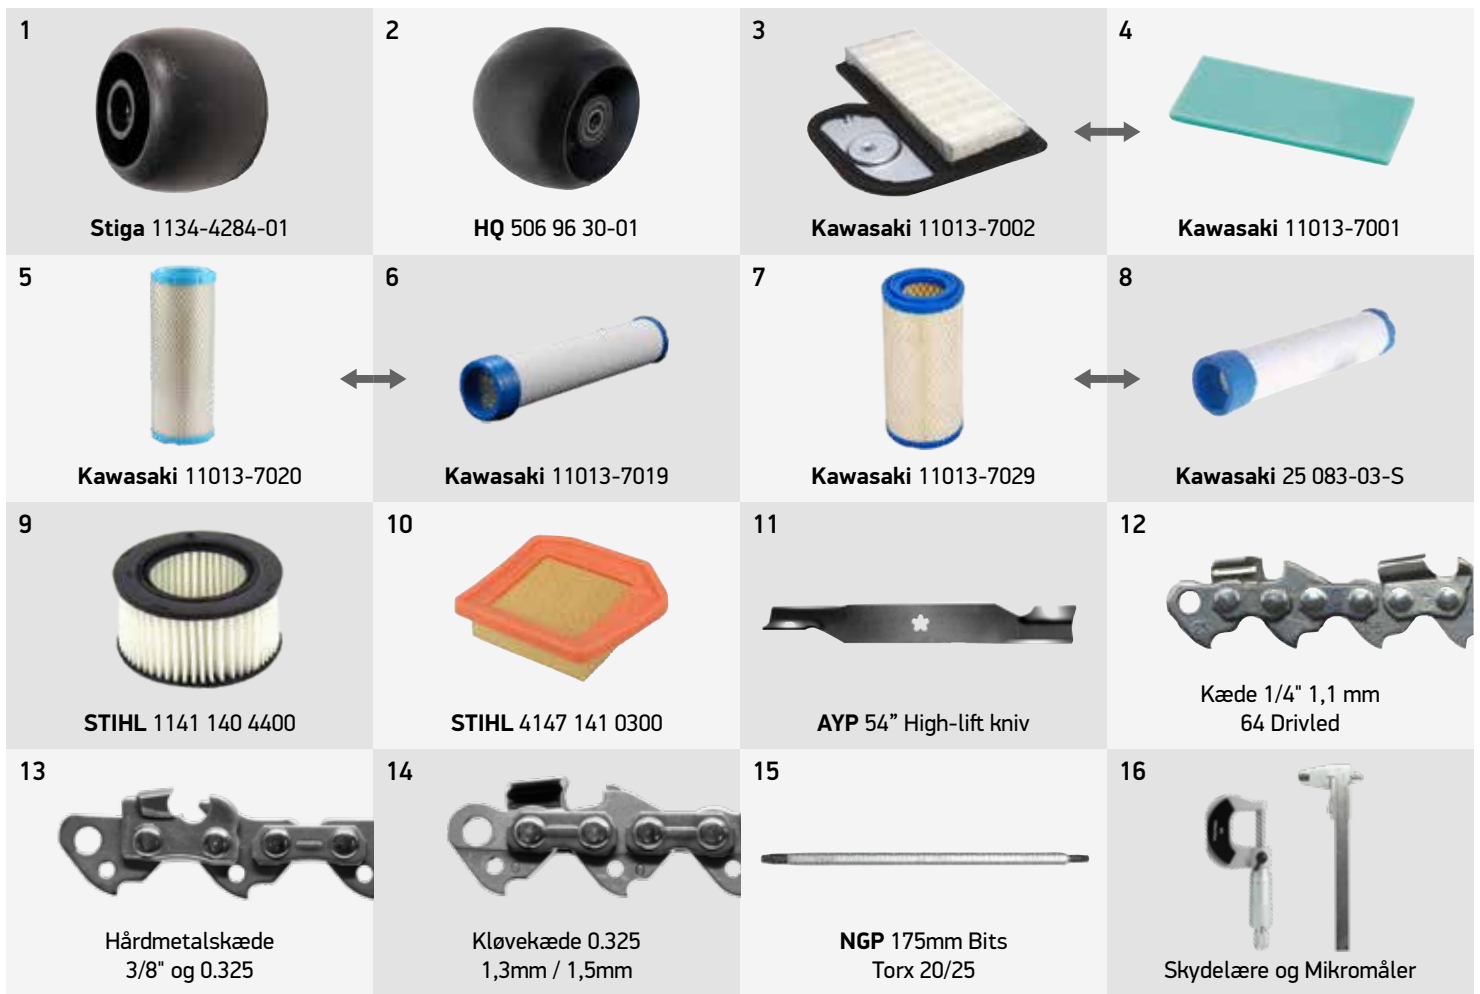 1
Stiga 1134-4284-01
2
HQ 506 96 30-01
3
Kawasaki 11013-7002
4
Kawasaki 11013-7001
5
Kawasaki 11013-7020
6
Kawasaki 11013-7019
7
Kawasaki 11013-7029
8
Kawasaki 25 083-03-S
9
STIHL 1141 140 4400
10
STIHL 4147 141 0300
11
AYP 54” High-lift kniv
12
Kæde 1/4" 1,1 mm
64 Drivled
13
Hårdmetalskæde
3/8" og 0.325
14
Kløvekæde 0.325
1,3mm / 1,5mm
15
NGP 175mm Bits
Torx 20/25
16
Skydelære og Mikromåler